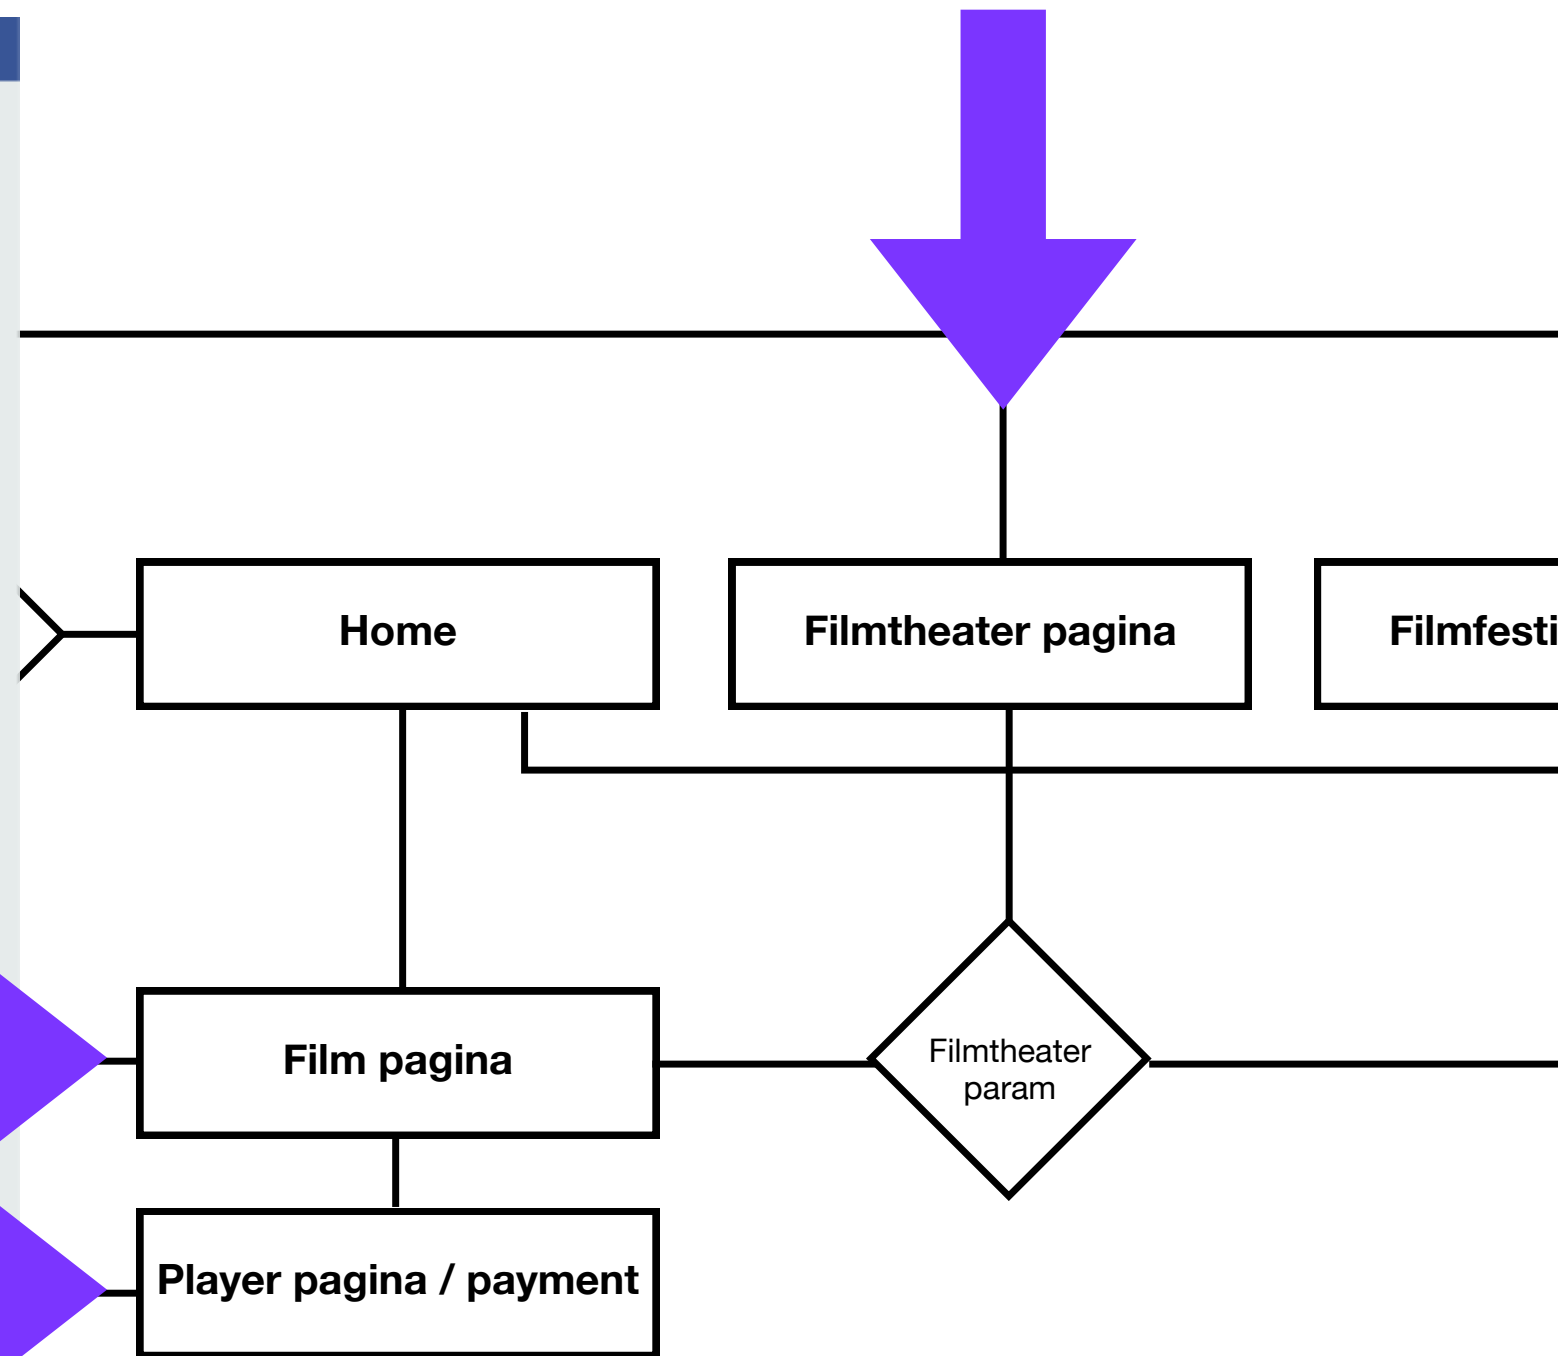 Home
Filmtheater pagina
Filmfesti
Film pagina
Filmtheater
param
Player pagina / payment